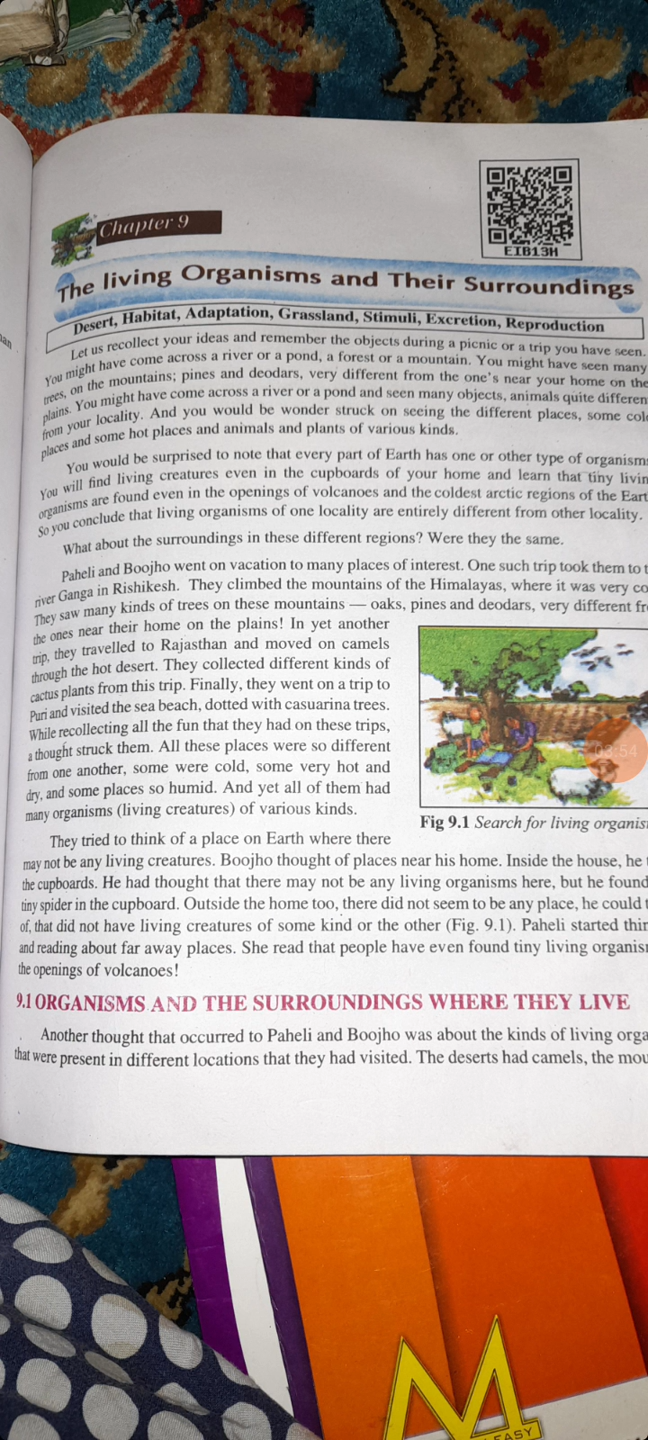 Chapter 9
EIB13H
The living Organisms and Their Surroundings
Desert, Habitat, Adaptation, Grassland, Stimuli, Excretion, Reproduction
Let us recollect your ideas and remember the objects during a picnic or a trip you have seen.
You might have come across a river or a pond, a forest or a mountain. You might have seen many
trees, on the mountains; pines and deodars, very different from the one's near your home on the
plains. You might have come across a river or a pond and seen many objects, animals quite differen
from your locality. And you would be wonder struck on seeing the different places, some col
places and some hot places and animals and plants of various kinds.
You would be surprised to note that every part of Earth has one or other type of organism
You will find living creatures even in the cupboards of your home and learn that tiny livin
organisms are found even in the openings of volcanoes and the coldest arctic regions of the Eart
So you conclude that living organisms of one locality are entirely different from other locality.
What about the surroundings in these different regions? Were they the same.
Paheli and Boojho went on vacation to many places of interest. One such trip took them to t
river Ganga in Rishikesh. They climbed the mountains of the Himalayas, where it was very co
They saw many kinds of trees on these mountains — oaks, pines and deodars, very different fr
the ones near their home on the plains! In yet another
trip, they travelled to Rajasthan and moved on camels
through the hot desert. They collected different kinds of
cactus plants from this trip. Finally, they went on a trip to
Puri and visited the sea beach, dotted with casuarina trees.
While recollecting all the fun that they had on these trips,
a thought struck them. All these places were so different
from one another, some were cold, some very hot and
dry, and some places so humid. And yet all of them had
many organisms (living creatures) of various kinds.
03:54
Fig 9.1 Search for living organis
They tried to think of a place on Earth where there
may not be any living creatures. Boojho thought of places near his home. Inside the house, he
the cupboards. He had thought that there may not be any living organisms here, but he found
tiny spider in the cupboard. Outside the home too, there did not seem to be any place, he could t
of, that did not have living creatures of some kind or the other (Fig. 9.1). Paheli started thin
and reading about far away places. She read that people have even found tiny living organis
the openings of volcanoes!
9.1 ORGANISMS AND THE SURROUNDINGS WHERE THEY LIVE
Another thought that occurred to Paheli and Boojho was about the kinds of living orga
that were present in different locations that they had visited. The deserts had camels, the mou
M
EASY